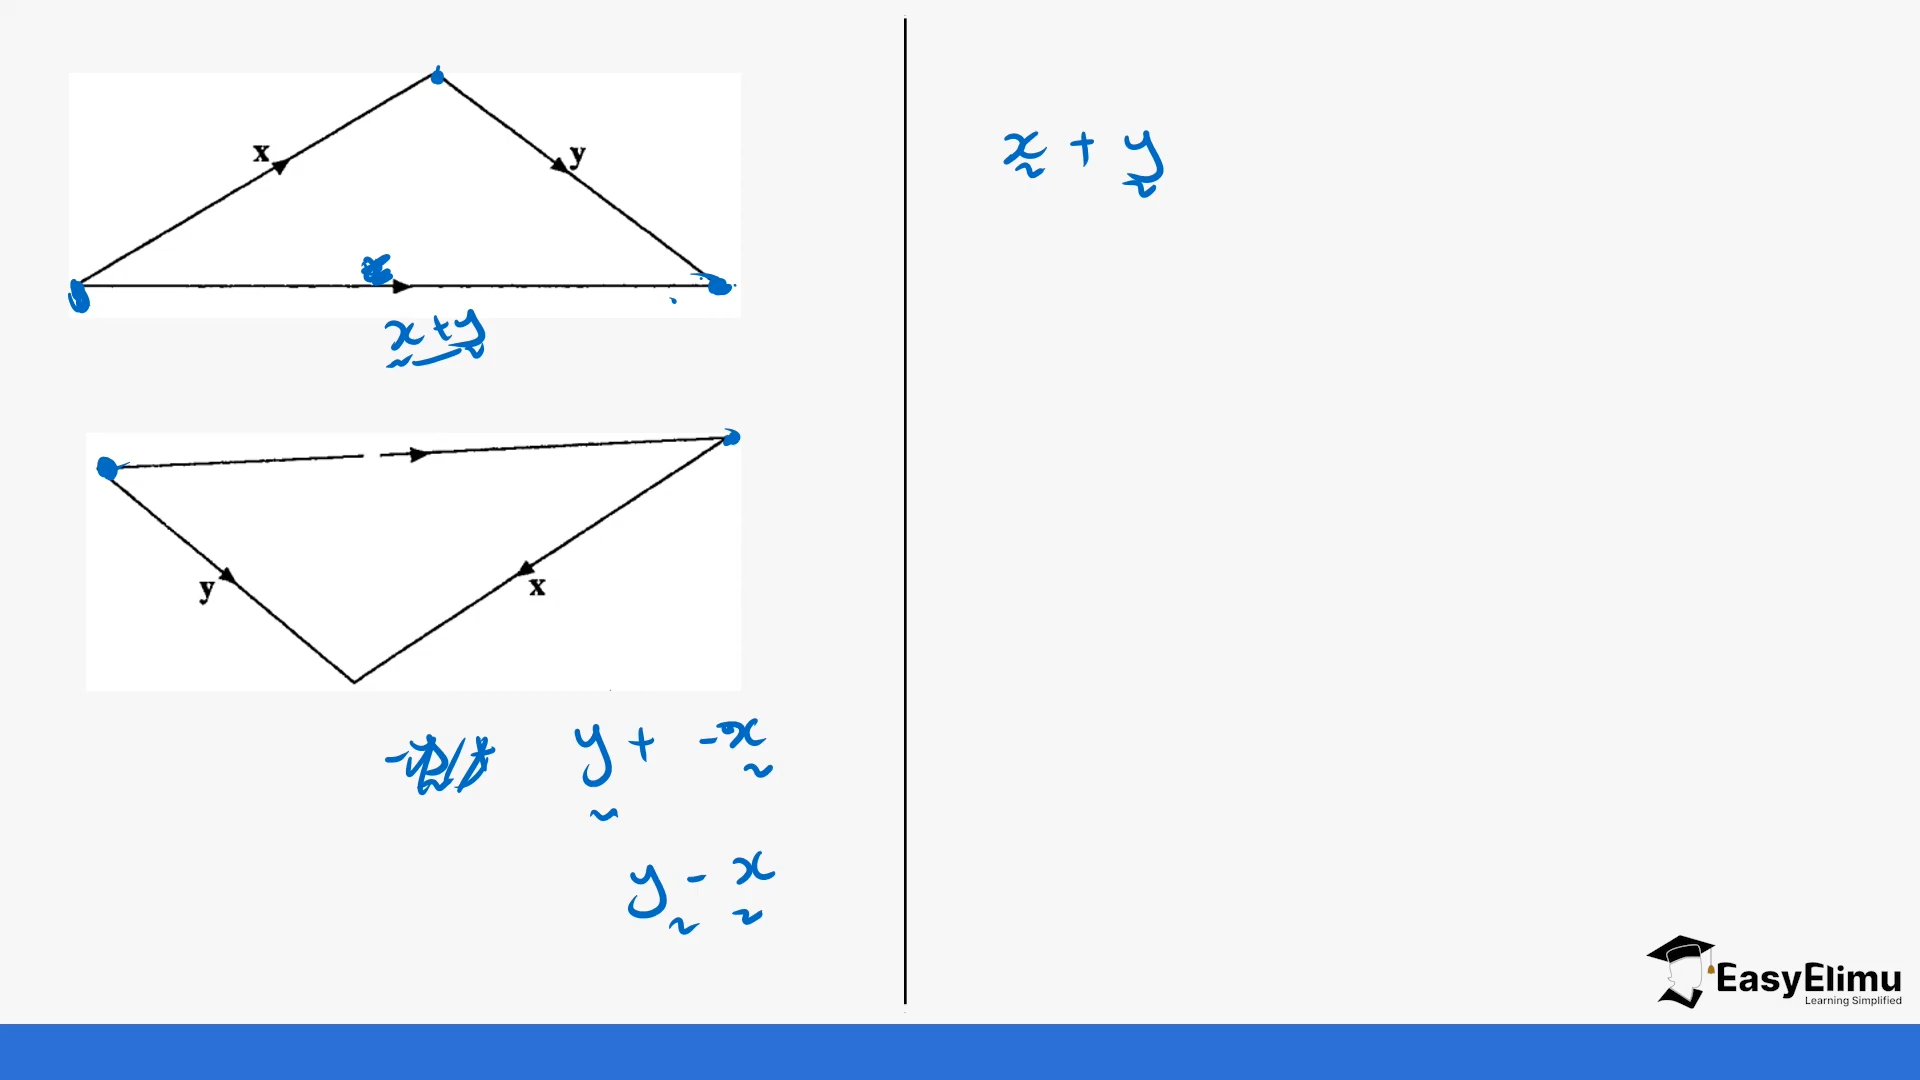 x
y
x + y
y
x
y + -x
y - x
x + y
EasyElimu
Learning Simplified